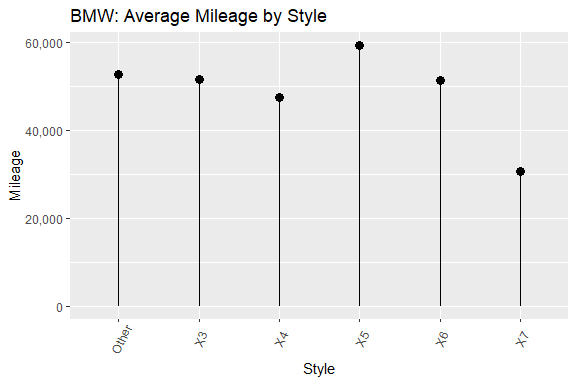 BMW: Average Mileage by Style
Mileage
60,000
40,000
20,000
0
Other
X3
X4
X5
X6
X7
Style